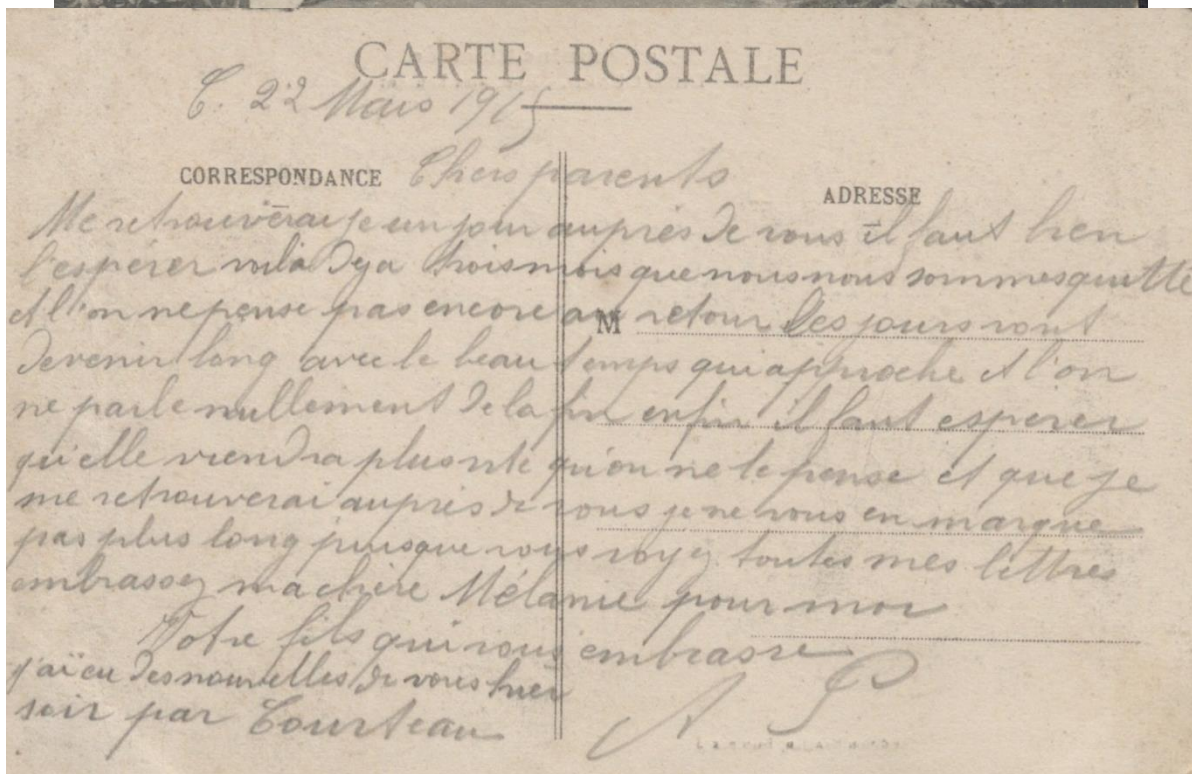 CARTE POSTALE
C. 22 Mars 1915
CORRESPONDANCE
Chers parents
ADRESSE
Me retrouverai je un jour auprès de vous il faut bien
l'espérer voila deja trois mois que nous nous sommes quitté
et l'on ne pense pas encore au retour les jours vont
M
devenir long avec le beau temps qui approche et l'on
ne parle nullement de la fin enfin il faut esperer
qu'elle viendra plus vite qu'on ne le pense et que je
me retrouverai auprès de vous je ne vous en marque
pas plus long puisque vous voyez toutes mes lettres
embrassez ma chère Mélanie pour moi
Votre fils qui vous embrasse
j'ai eu des nouvelles de vous hier
soir par Courteau
A P